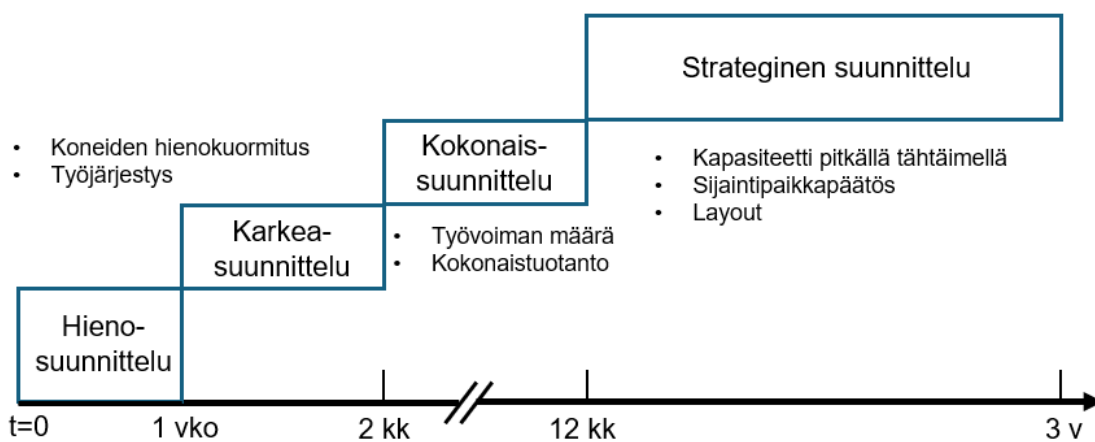 Strateginen suunnittelu
• Koneiden hienokuormitus
• Työjärjestys
Kokonais-
suunnittelu
• Kapasiteetti pitkällä tähtäimellä
• Sijaintipaikkapäätös
• Layout
Karkea-
suunnittelu
• Työvoiman määrä
• Kokonaistuotanto
Hieno-
suunnittelu
t=0 1 vko 2 kk 12 kk 3 v